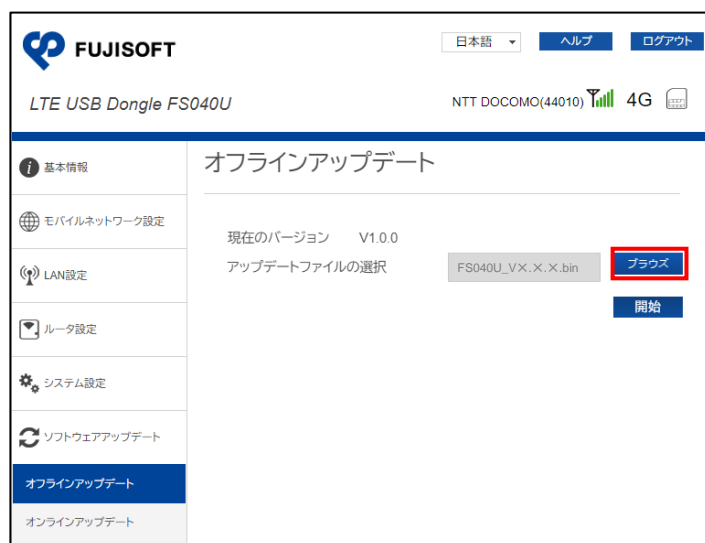 FUJISOFT
日本語
ヘルプ
ログアウト
LTE USB Dongle FS040U
NTT DOCOMO(44010)
4G
基本情報
モバイルネットワーク設定
LAN設定
ルータ設定
システム設定
ソフトウェアアップデート
オフラインアップデート
オンラインアップデート
オフラインアップデート
現在のバージョン V1.0.0
アップデートファイルの選択 FS040U_V×.×.×.bin ブラウズ
開始